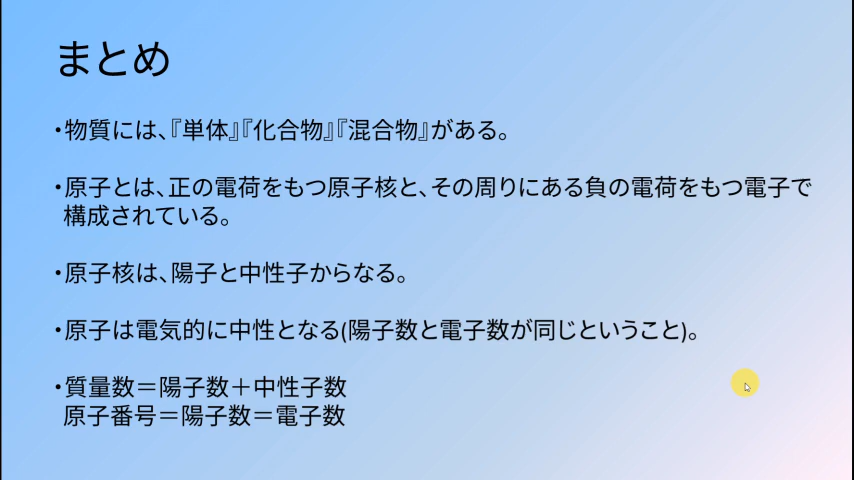 まとめ
・物質には、『単体』『化合物』『混合物』がある。
・原子とは、正の電荷をもつ原子核と、その周りにある負の電荷をもつ電子で
構成されている。
・原子核は、陽子と中性子からなる。
・原子は電気的に中性となる(陽子数と電子数が同じということ)。
・質量数＝陽子数＋中性子数
原子番号＝陽子数＝電子数